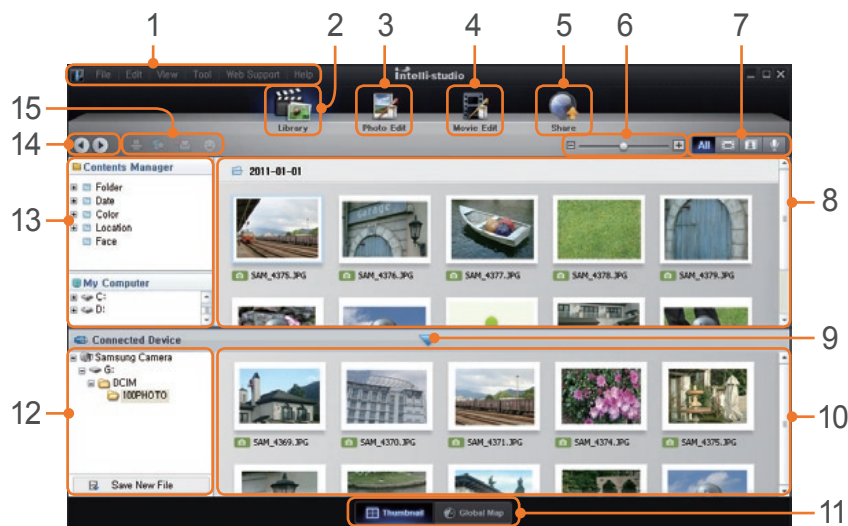 1 2 3 4 5 6 7
File Edit View Tool Web Support Help
intelli-studio
Library Photo Edit Movie Edit Share
15
14
All
Contents Manager
2011-01-01
Folder
Date
Color
Location
Face
13
8
SAM_4375.JPG SAM_4376.JPG SAM_4377.JPG SAM_4378.JPG SAM_4379.JPG
My Computer
C:
D:
Connected Device
9
Samsung Camera
G:
DCIM
100PHOTO
12
10
SAM_4369.JPG SAM_4370.JPG SAM_4371.JPG SAM_4374.JPG SAM_4375.JPG
Save New File
Thumbnail Global Map
11